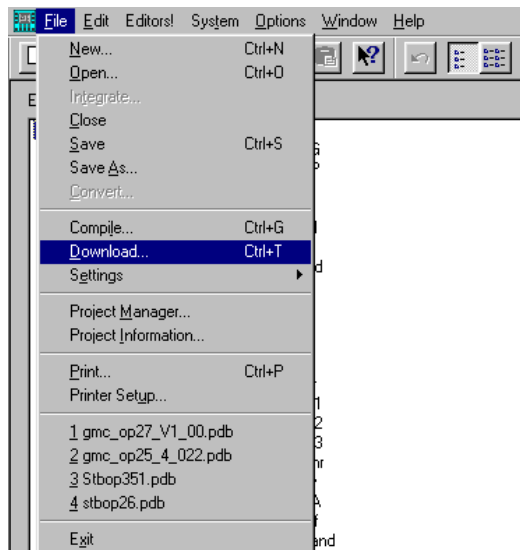 File Edit Editors! System Options Window Help
New... Ctrl+N
Open... Ctrl+O
Integrate...
Close
Save Ctrl+S
Save As...
Convert...
Compile... Ctrl+G
Download... Ctrl+T
Settings
Project Manager...
Project Information...
Print... Ctrl+P
Printer Setup...
1 gmc_op27_V1_00.pdb
2 gmc_op25_4_022.pdb
3 Stbop351.pdb
4 stbop26.pdb
Exit